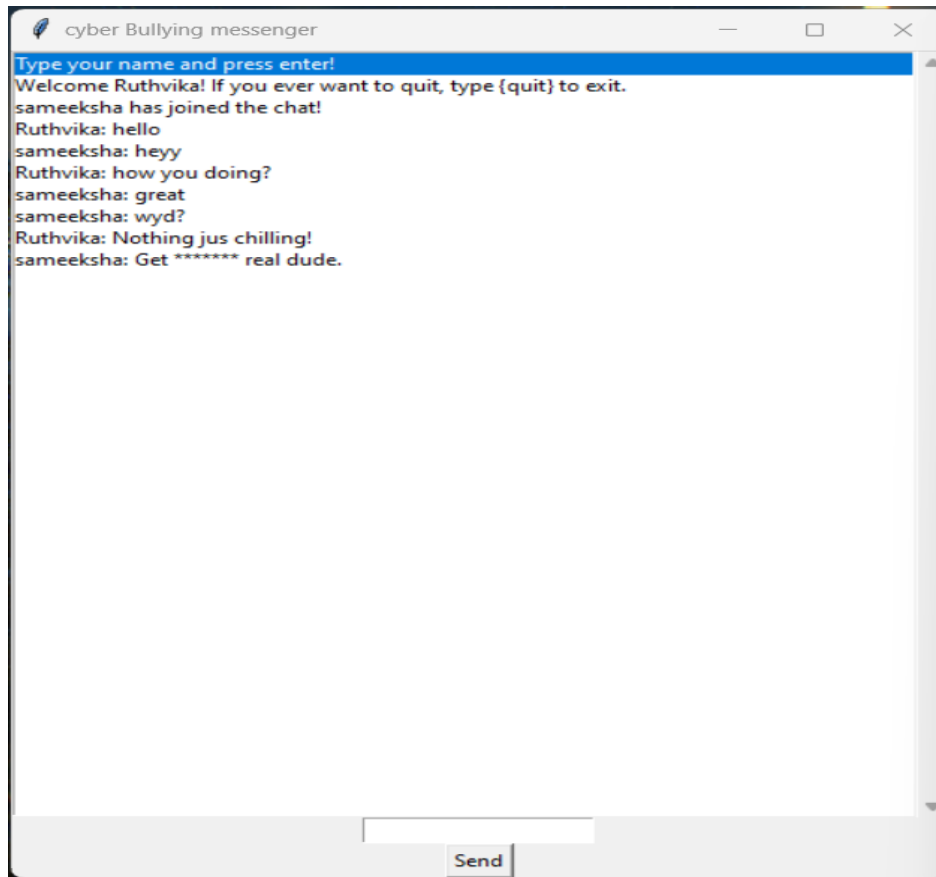 cyber Bullying messenger
Type your name and press enter!
Welcome Ruthvika! If you ever want to quit, type {quit} to exit.
sameeksha has joined the chat!
Ruthvika: hello
sameeksha: heyy
Ruthvika: how you doing?
sameeksha: great
sameeksha: wyd?
Ruthvika: Nothing jus chilling!
sameeksha: Get ******* real dude.
Send